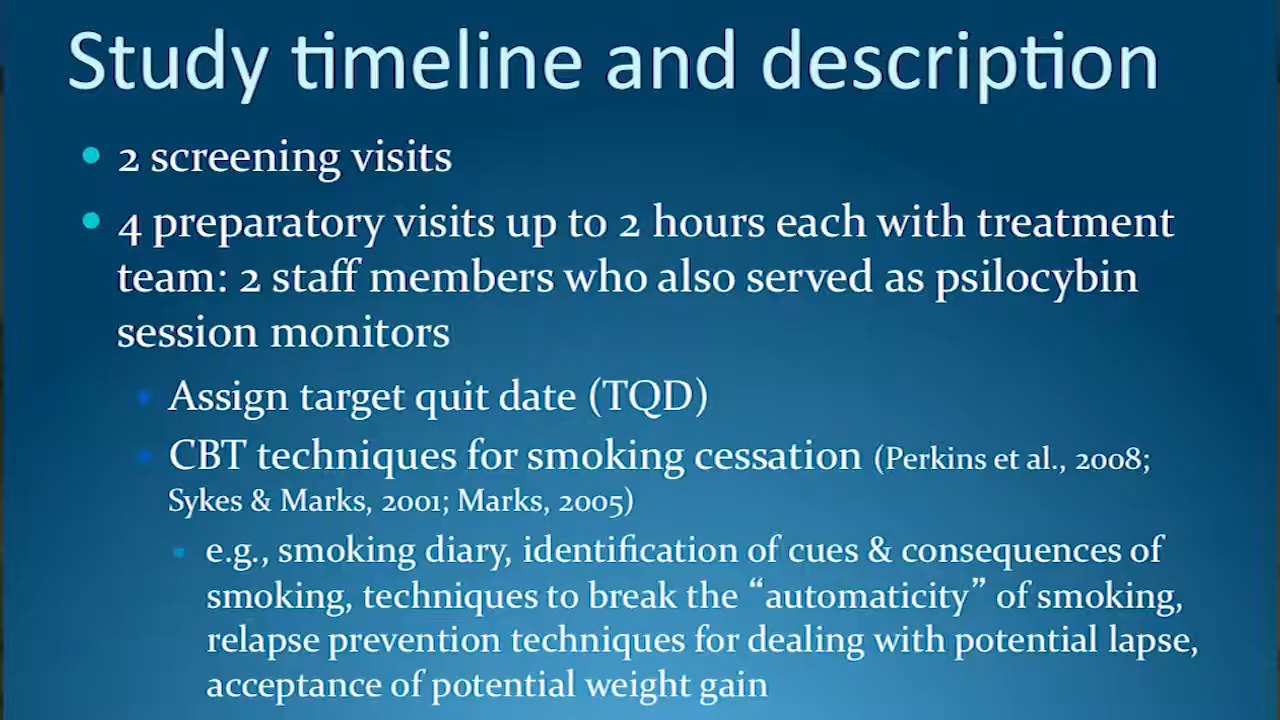 Study timeline and description
• 2 screening visits
• 4 preparatory visits up to 2 hours each with treatment
team: 2 staff members who also served as psilocybin
session monitors
• Assign target quit date (TQD)
• CBT techniques for smoking cessation (Perkins et al., 2008;
Sykes & Marks, 2001; Marks, 2005)
• e.g., smoking diary, identification of cues & consequences of
smoking, techniques to break the “automaticity” of smoking,
relapse prevention techniques for dealing with potential lapse,
acceptance of potential weight gain